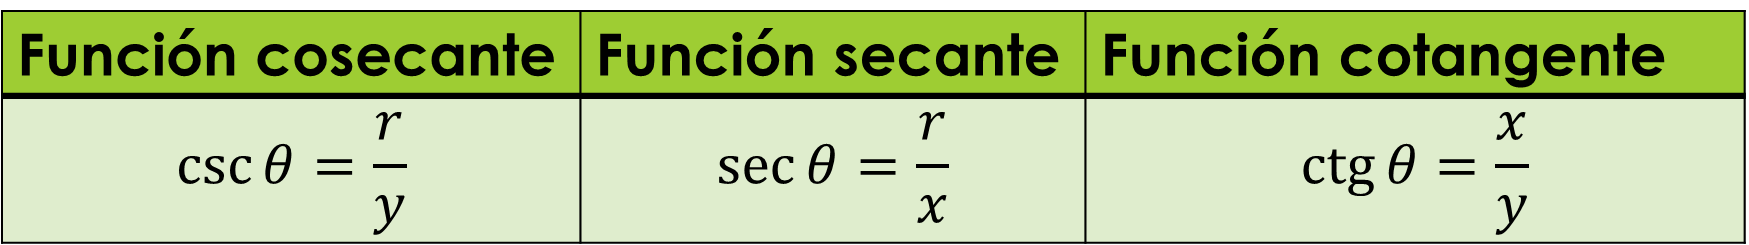 Función cosecante Función secante Función cotangente
csc θ = r/y sec θ = r/x ctg θ = x/y